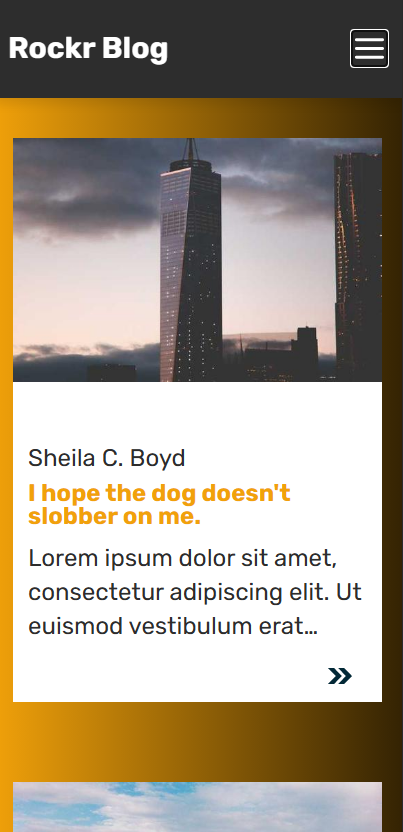 Rockr Blog
Sheila C. Boyd
I hope the dog doesn't
slobber on me.
Lorem ipsum dolor sit amet,
consectetur adipiscing elit. Ut
euismod vestibulum erat...